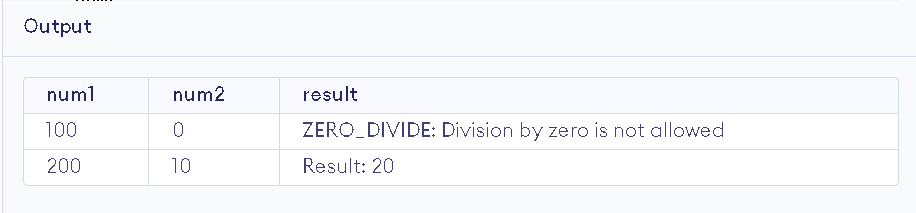 Output
num1 num2 result
100 0 ZERO_DIVIDE: Division by zero is not allowed
200 10 Result: 20